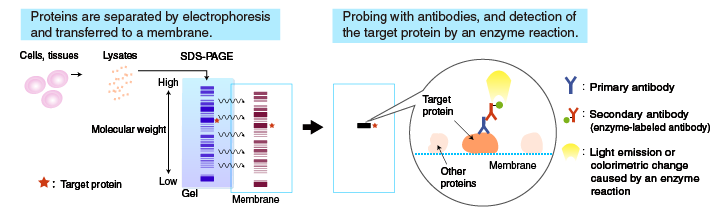 Proteins are separated by electrophoresis
and transferred to a membrane.
Cells, tissues
Lysates
SDS-PAGE
High
Molecular weight
Low
★: Target protein
Gel
Membrane
Probing with antibodies, and detection of
the target protein by an enzyme reaction.
Target
protein
Other
proteins
Membrane
: Primary antibody
: Secondary antibody
(enzyme-labeled antibody)
: Light emission or
colorimetric change
caused by an enzyme
reaction